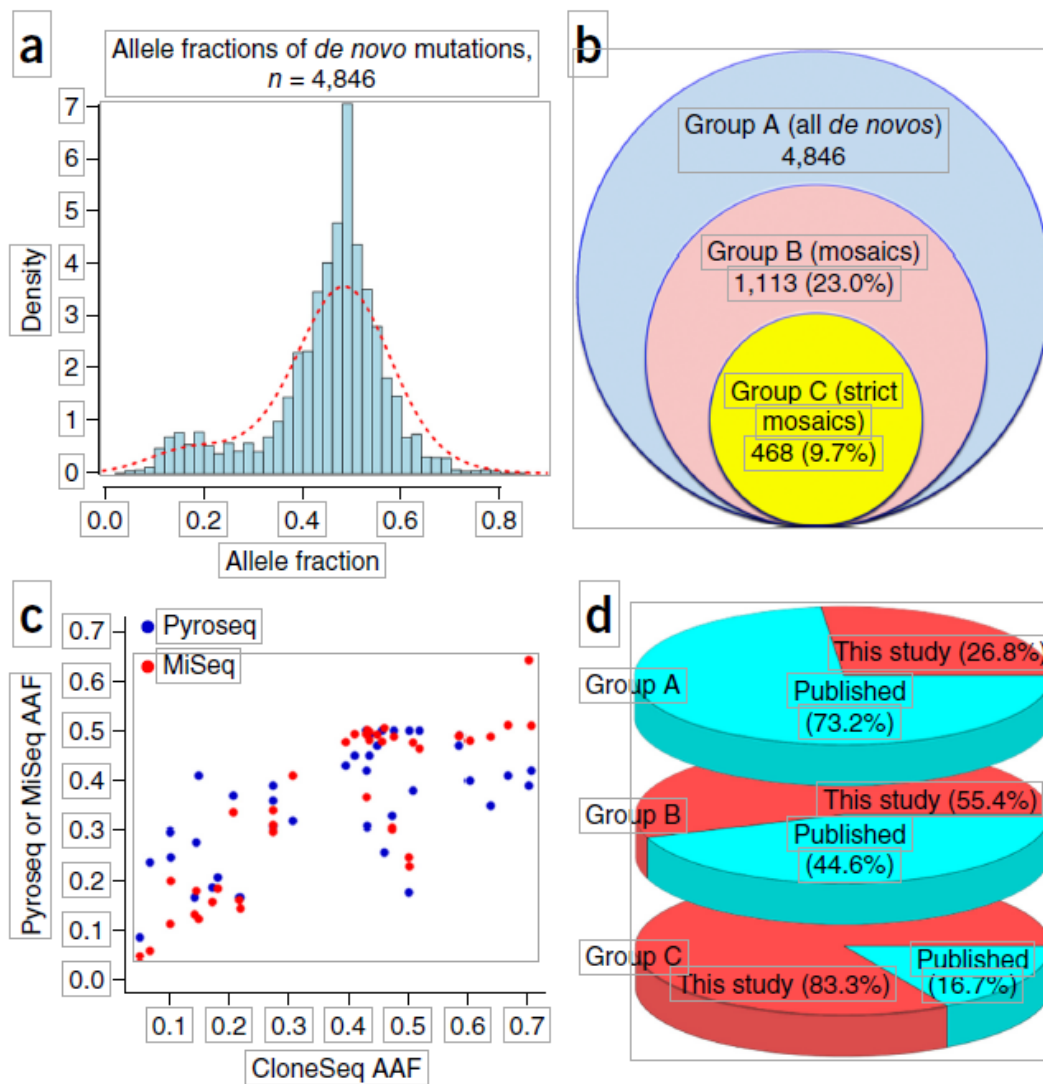 a
Allele fractions of de novo mutations,
n = 4,846
7
6
5
4
3
2
1
0
Density
0.0 0.2 0.4 0.6 0.8
Allele fraction
b
Group A (all de novos)
4,846
Group B (mosaics)
1,113 (23.0%)
Group C (strict
mosaics)
468 (9.7%)
c
Pyroseq
MiSeq
0.7
0.6
0.5
0.4
0.3
0.2
0.1
0.0
Pyroseq or MiSeq AAF
0.1 0.2 0.3 0.4 0.5 0.6 0.7
CloneSeq AAF
d
This study (26.8%)
Group A
Published
(73.2%)
This study (55.4%)
Group B
Published
(44.6%)
Group C
Published
(16.7%)
This study (83.3%)